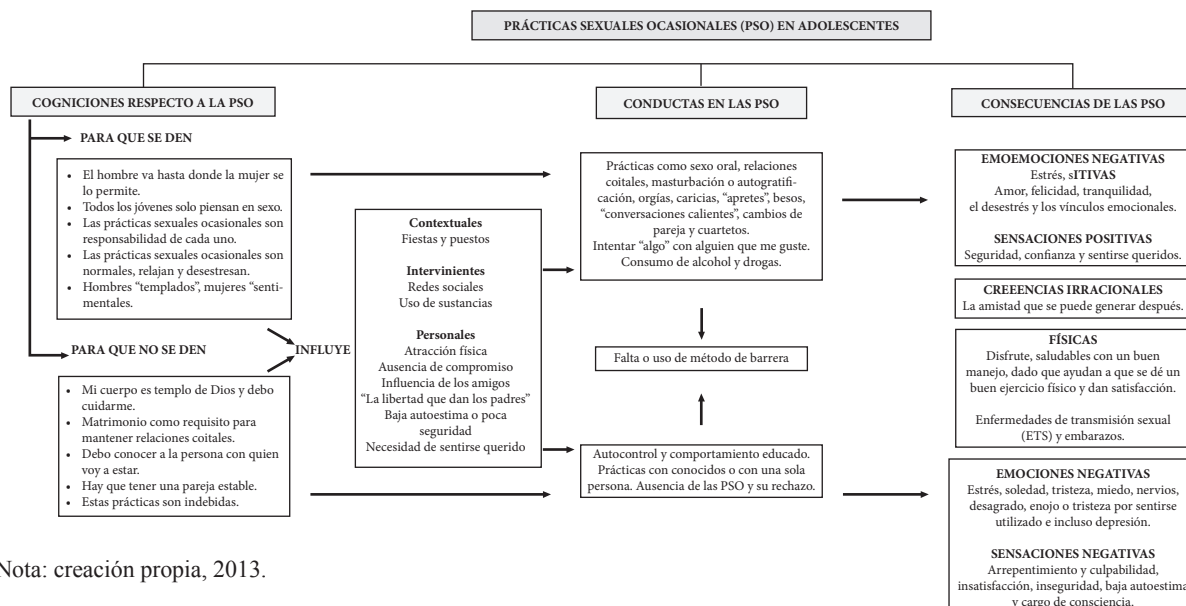 PRÁCTICAS SEXUALES OCASIONALES (PSO) EN ADOLESCENTES
COGNICIONES RESPECTO A LA PSO
PARA QUE SE DEN
• El hombre va hasta donde la mujer se
lo permite.
• Todos los jóvenes solo piensan en sexo.
• Las prácticas sexuales ocasionales son
responsabilidad de cada uno.
• Las prácticas sexuales ocasionales son
normales, relajan y desestresan.
• Hombres “templados”, mujeres “senti-
mentales.
PARA QUE NO SE DEN
• Mi cuerpo es templo de Dios y debo
cuidarme.
• Matrimonio como requisito para
mantener relaciones coitales.
• Debo conocer a la persona con quien
voy a estar.
• Hay que tener una pareja estable.
• Estas prácticas son indebidas.
INFLUYE
Contextuales
Fiestas y puestos
Intervinientes
Redes sociales
Uso de sustancias
Personales
Atracción física
Ausencia de compromiso
Influencia de los amigos
“La libertad que dan los padres”
Baja autoestima o poca
seguridad
Necesidad de sentirse querido
CONDUCTAS EN LAS PSO
Prácticas como sexo oral, relaciones
coitales, masturbación o autogratifi-
cación, orgías, caricias, “apretes”, besos,
“conversaciones calientes”, cambios de
pareja y cuartetos.
Intentar “algo” con alguien que me guste.
Consumo de alcohol y drogas.
Falta o uso de método de barrera
Autocontrol y comportamiento educado.
Prácticas con conocidos o con una sola
persona. Ausencia de las PSO y su rechazo.
CONSECUENCIAS DE LAS PSO
EMOEMOCIONES NEGATIVAS
Estrés, sITIVAS
Amor, felicidad, tranquilidad,
el desestrés y los vínculos emocionales.
SENSACIONES POSITIVAS
Seguridad, confianza y sentirse queridos.
CREEENCIAS IRRACIONALES
La amistad que se puede generar después.
FÍSICAS
Disfrute, saludables con un buen
manejo, dado que ayudan a que se dé un
buen ejercicio físico y dan satisfacción.
Enfermedades de transmisión sexual
(ETS) y embarazos.
EMOCIONES NEGATIVAS
Estrés, soledad, tristeza, miedo, nervios,
desagrado, enojo o tristeza por sentirse
utilizado e incluso depresión.
SENSACIONES NEGATIVAS
Arrepentimiento y culpabilidad,
insatisfacción, inseguridad, baja autoestima
y cargo de consciencia.
Nota: creación propia, 2013.